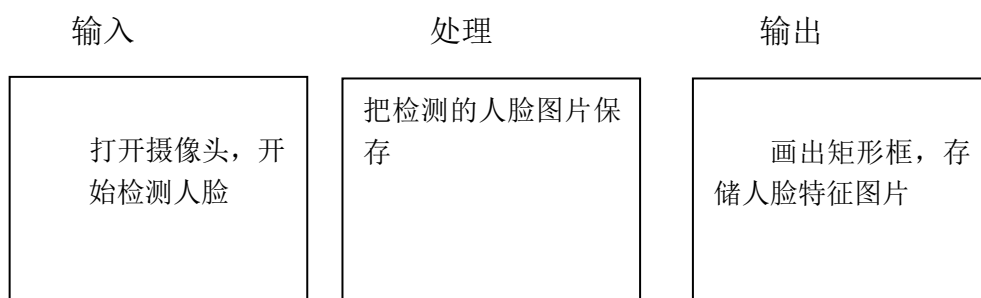 输入
处理
输出
打开摄像头，开
始检测人脸
把检测的人脸图片保
存
画出矩形框，存
储人脸特征图片